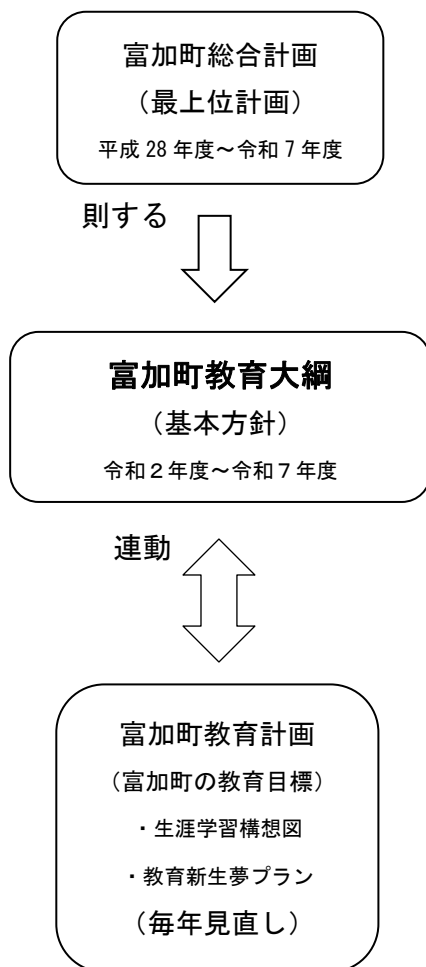 富加町総合計画
（最上位計画）
平成 28 年度～令和 7 年度
則する
富加町教育大綱
（基本方針）
令和２年度～令和７年度
連動
富加町教育計画
（富加町の教育目標）
・生涯学習構想図
・教育新生夢プラン
（毎年見直し）